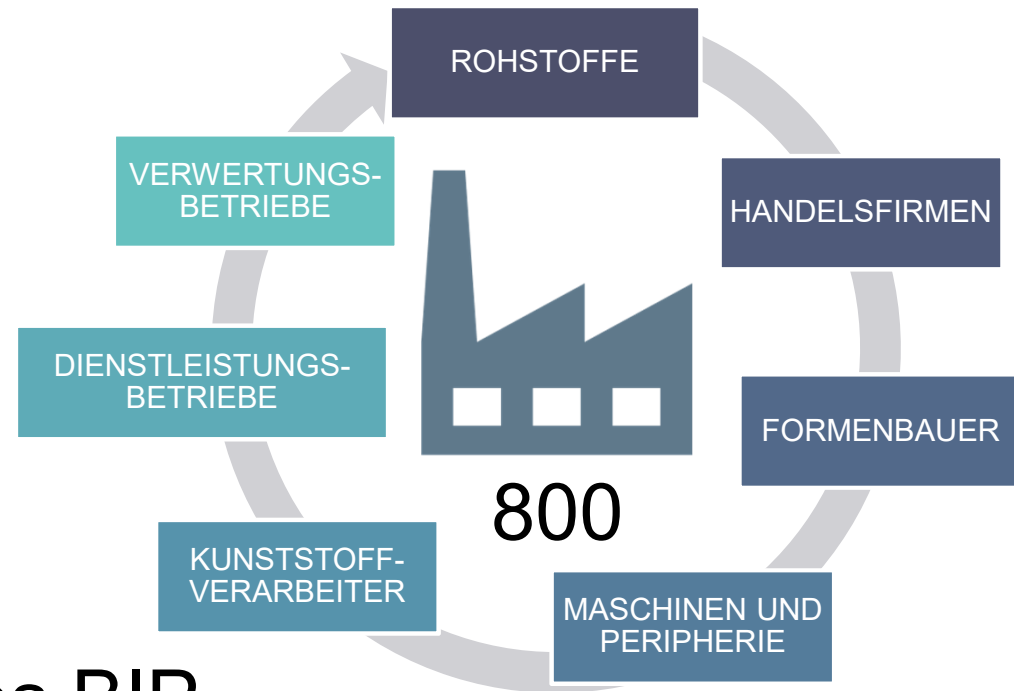 ROHSTOFFE
HANDELSFIRMEN
FORMENBAUER
MASCHINEN UND
PERIPHERIE
KUNSTSTOFF-
VERARBEITER
DIENSTLEISTUNGS-
BETRIEBE
VERWERTUNGS-
BETRIEBE
800